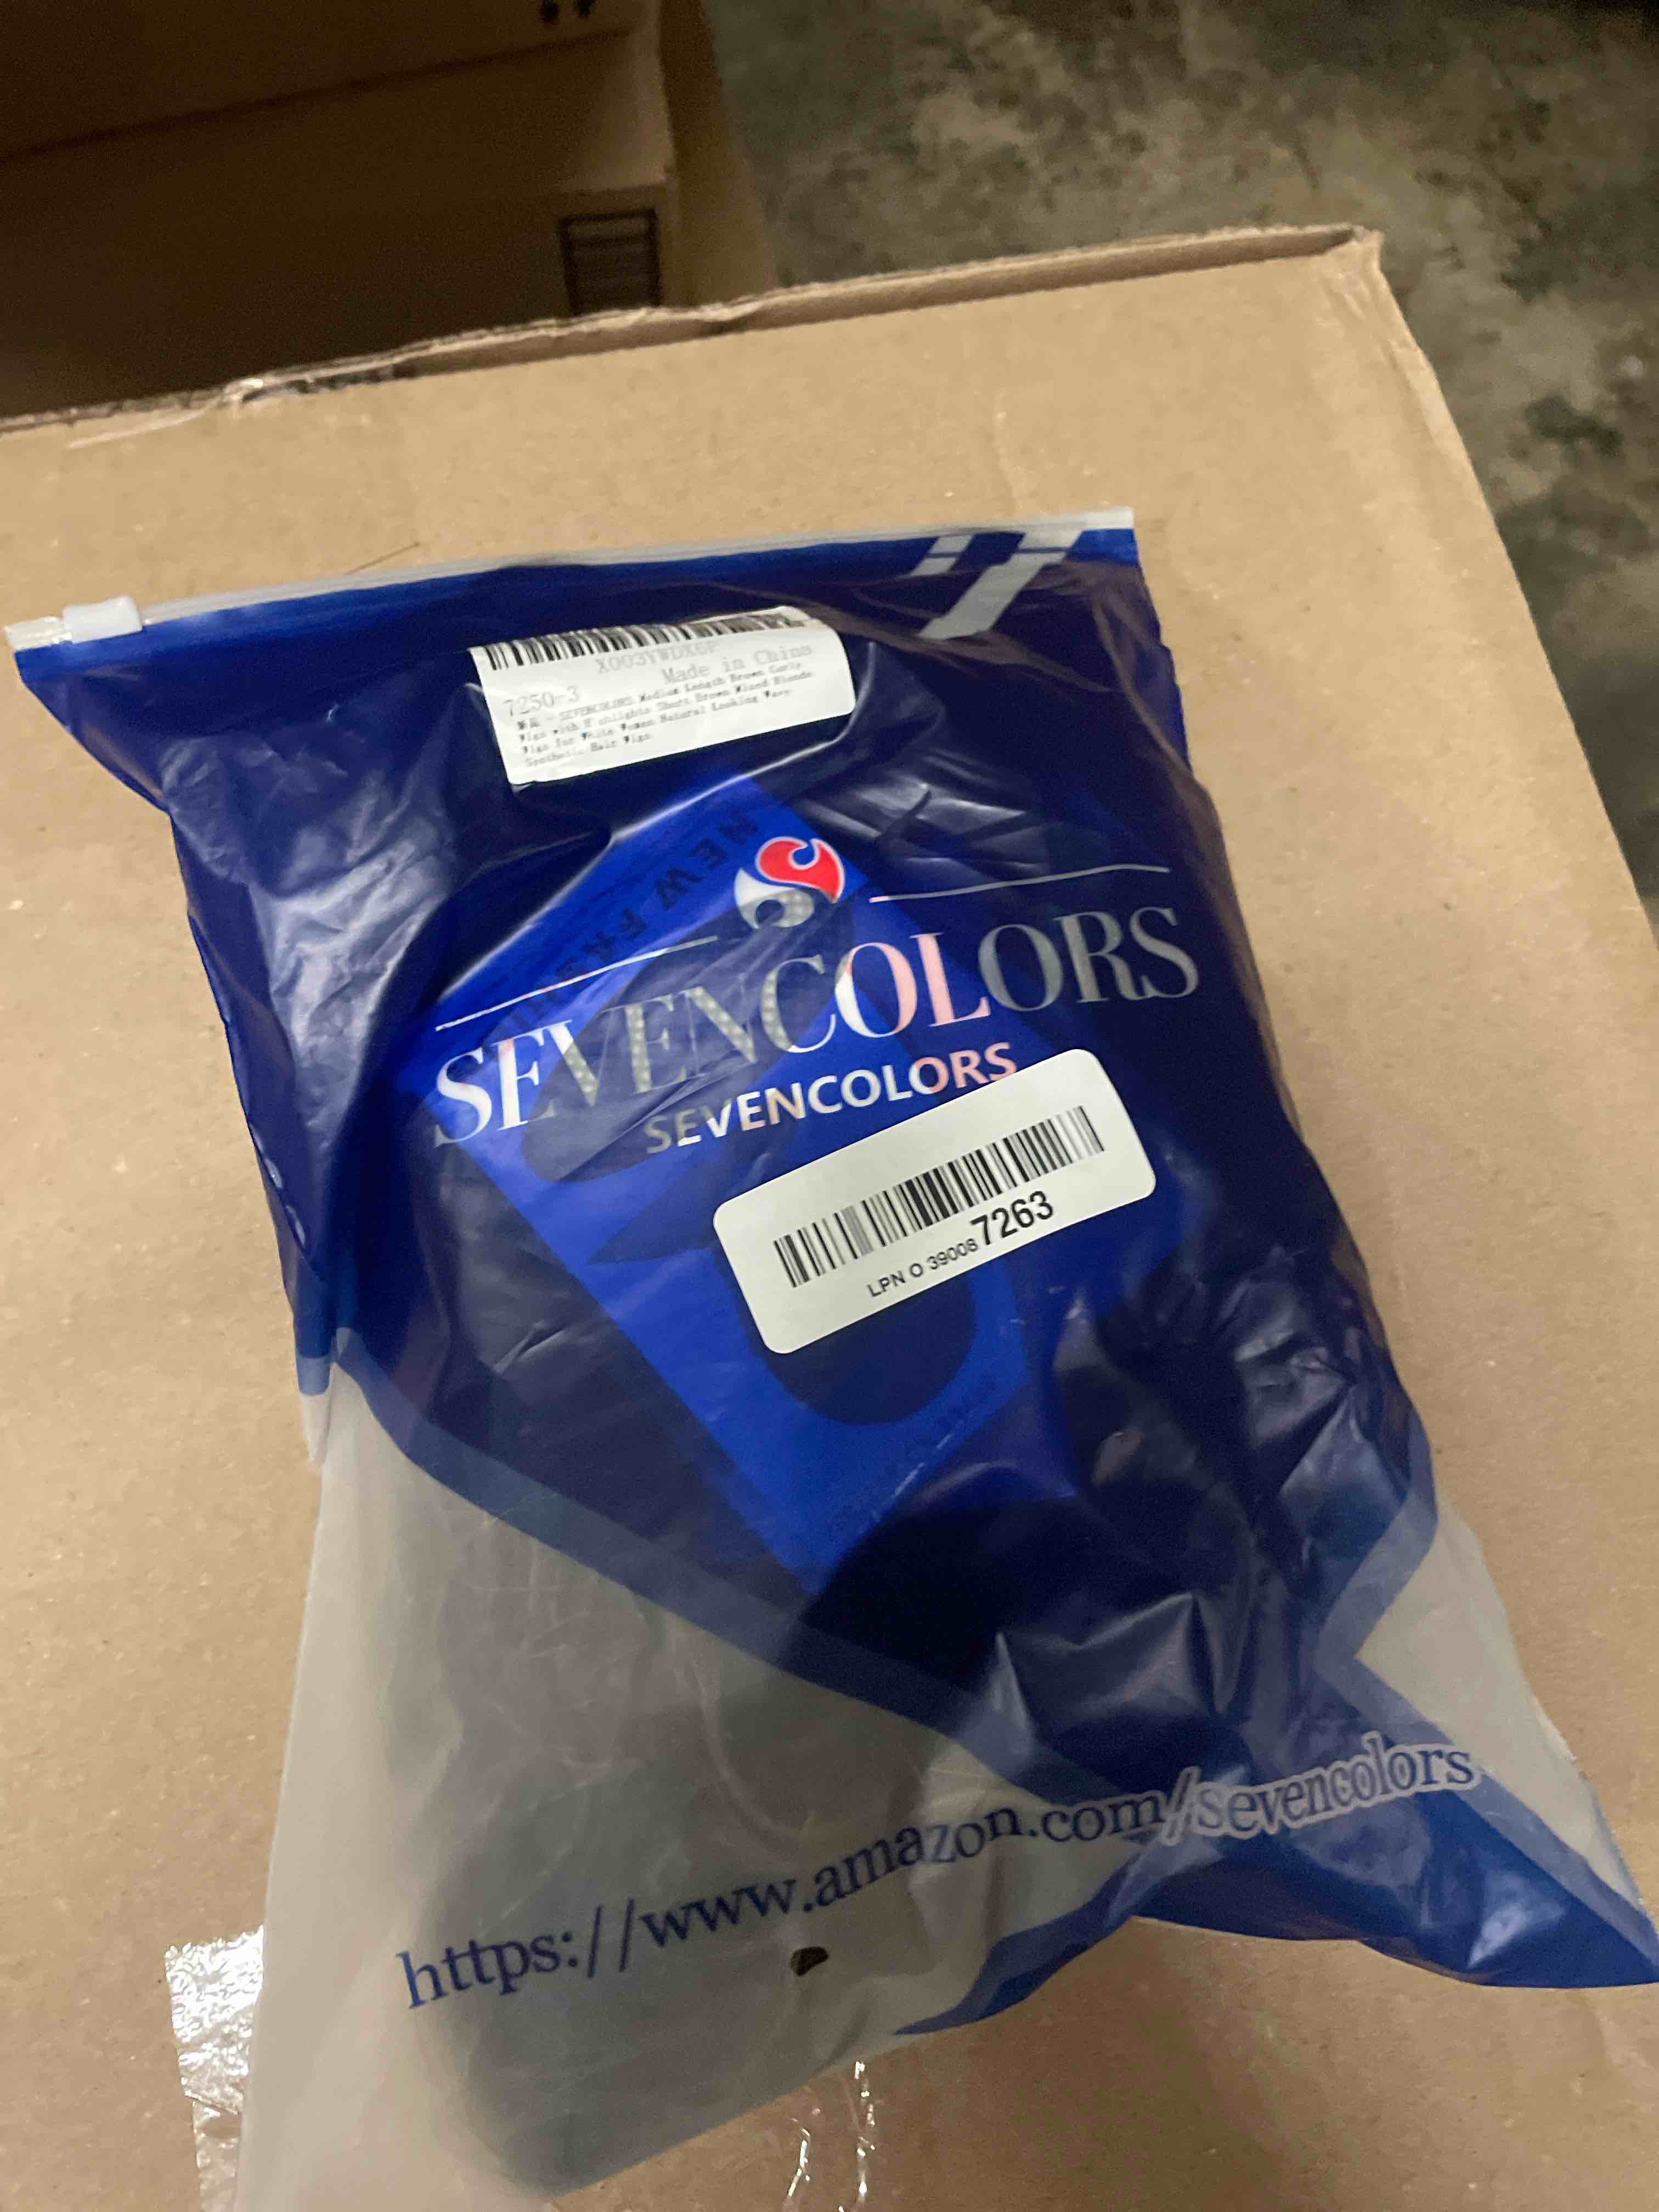 X003YWDX6P
Made in China
7250-3
新品 - SEVENCOLORS Medium Length Brown Curly
Wigs with Highlights Short Brown Mixed Blonde
Wigs for White Women Natural Looking Wavy
Synthetic Hair Wigs
NEW FASHION
SEVENCOLORS
SEVENCOLORS
LPN O 39008 7263
https://www.amazon.com/sevencolors